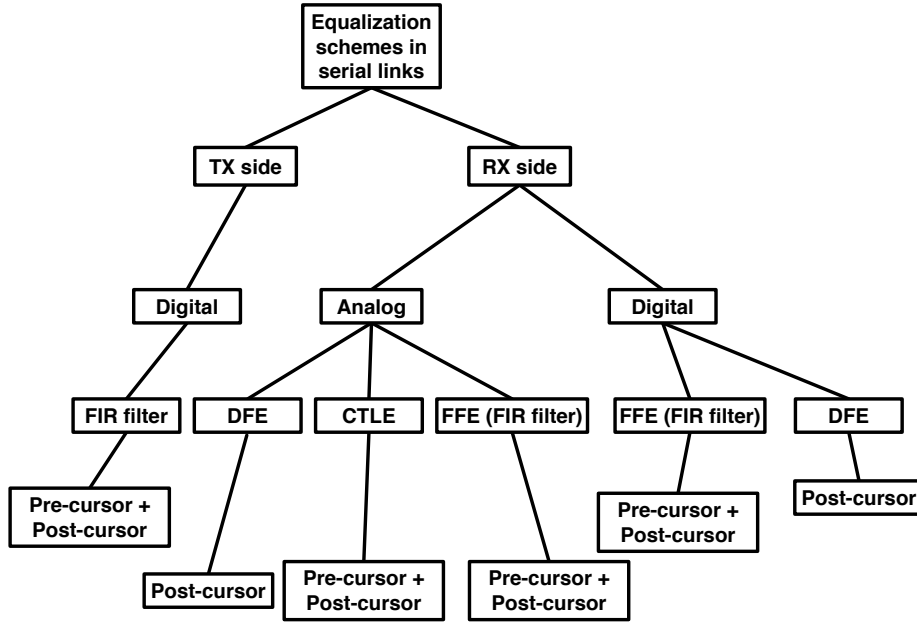 Equalization
schemes in
serial links
TX side
RX side
Digital
Analog
Digital
FIR filter
DFE
CTLE
FFE (FIR filter)
FFE (FIR filter)
DFE
Pre-cursor +
Post-cursor
Post-cursor
Pre-cursor +
Post-cursor
Pre-cursor +
Post-cursor
Pre-cursor +
Post-cursor
Post-cursor